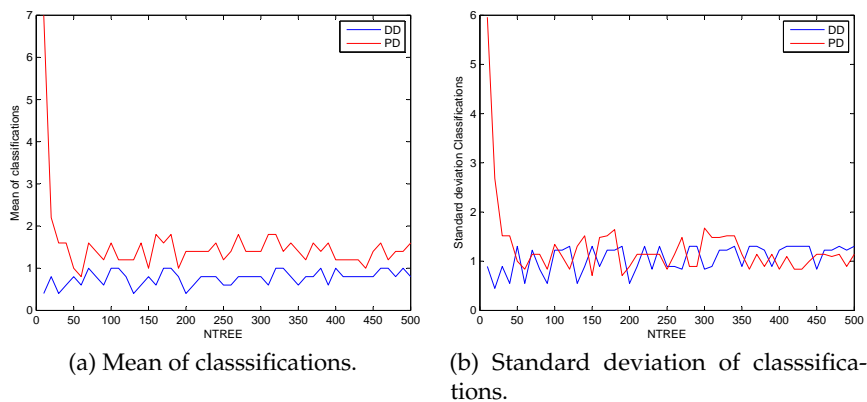 7
6
5
4
3
2
1
0
Mean of classifications
0 50 100 150 200 250 300 350 400 450 500
NTREE
DD
PD
(a) Mean of classsifications.
6
5
4
3
2
1
0
Standard deviation Classifications
0 50 100 150 200 250 300 350 400 450 500
NTREE
DD
PD
(b) Standard deviation of classsifica-
tions.